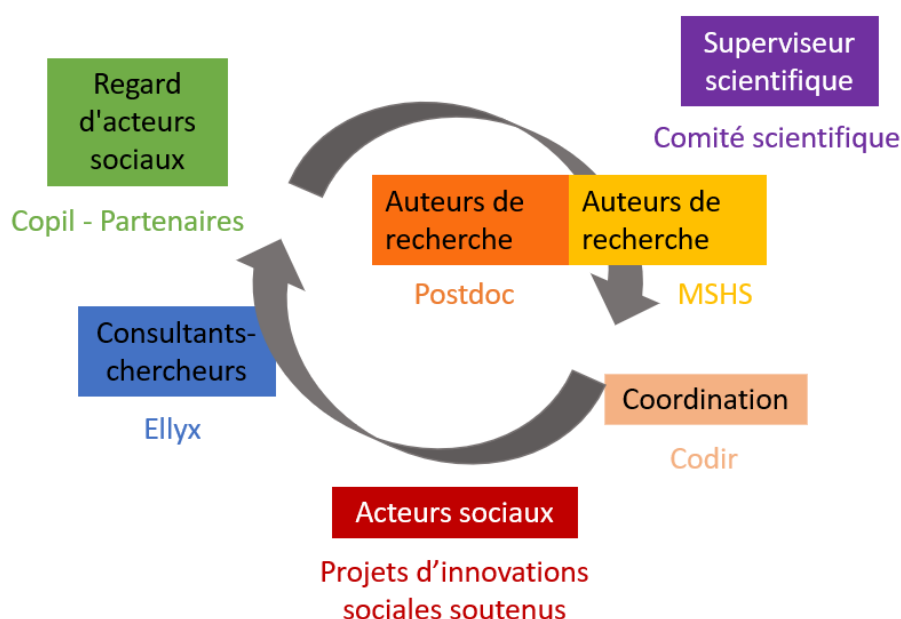 Superviseur
scientifique
Comité scientifique
Regard
d'acteurs
sociaux
Copil - Partenaires
Auteurs de
recherche
Postdoc
Auteurs de
recherche
MSHS
Consultants-
chercheurs
Ellyx
Coordination
Codir
Acteurs sociaux
Projets d’innovations
sociales soutenus